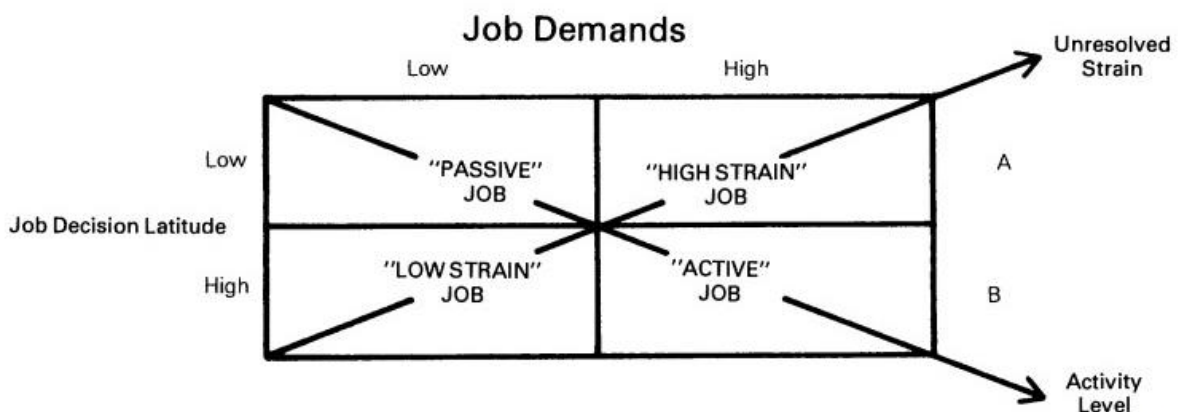 Job Demands
Unresolved
Strain
Low
High
Low
"PASSIVE"
JOB
"HIGH STRAIN"
JOB
A
Job Decision Latitude
High
"LOW STRAIN"
JOB
"ACTIVE"
JOB
B
Activity
Level